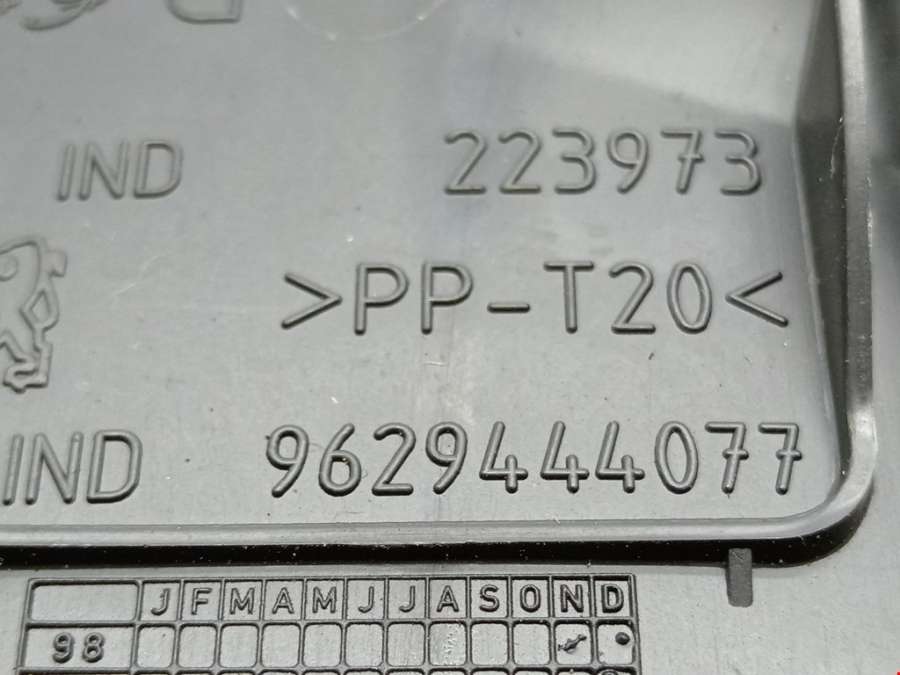 IND 223973
>PP-T20<
IND 9629444077
J F M A M J J A S O N D
98